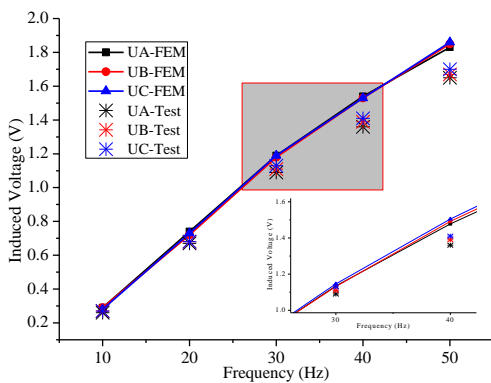 2.0
1.8
1.6
1.4
1.2
1.0
0.8
0.6
0.4
0.2
Induced Voltage (V)
UA-FEM
UB-FEM
UC-FEM
UA-Test
UB-Test
UC-Test
1.6
1.4
1.2
1.0
Induced Voltage (V)
30 40
Frequency (Hz)
10 20 30 40 50
Frequency (Hz)